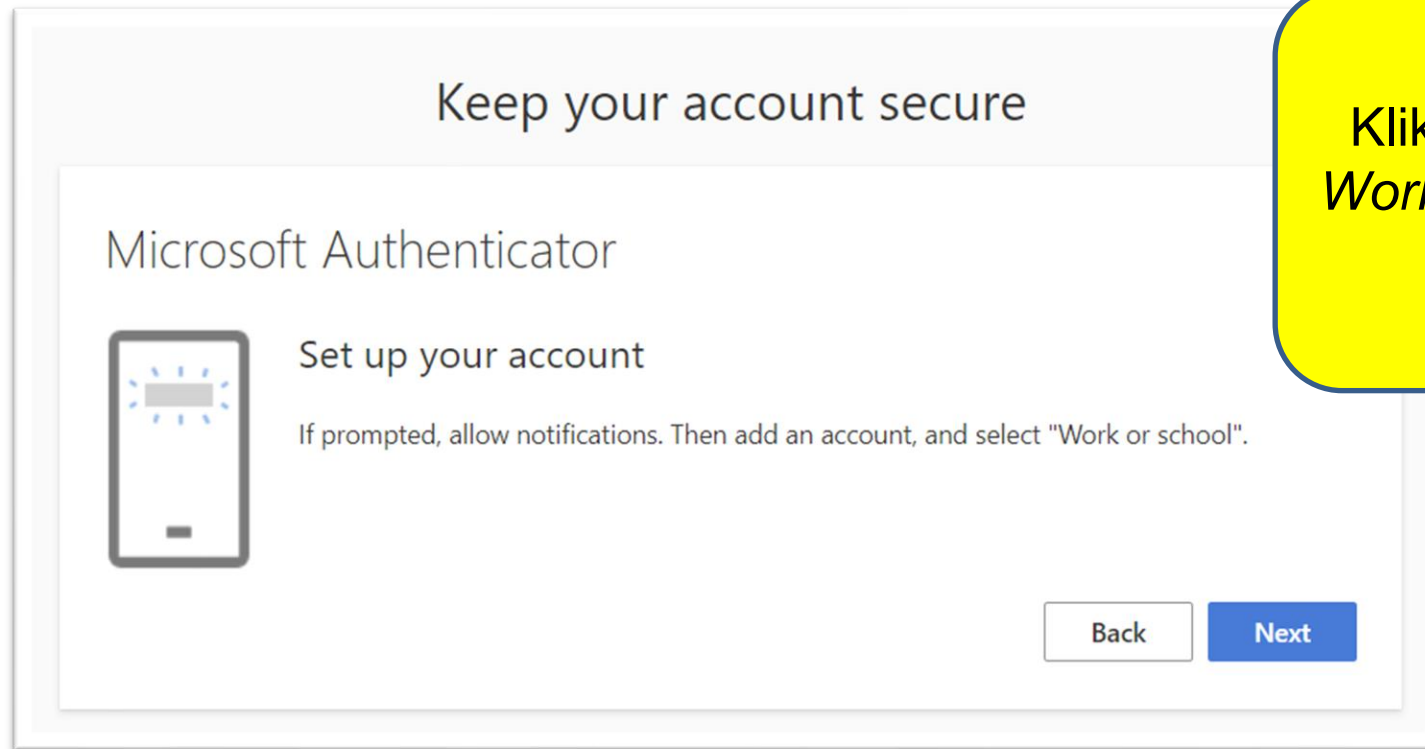 Keep your account secure
Microsoft Authenticator
Set up your account
If prompted, allow notifications. Then add an account, and select "Work or school".
Back
Next